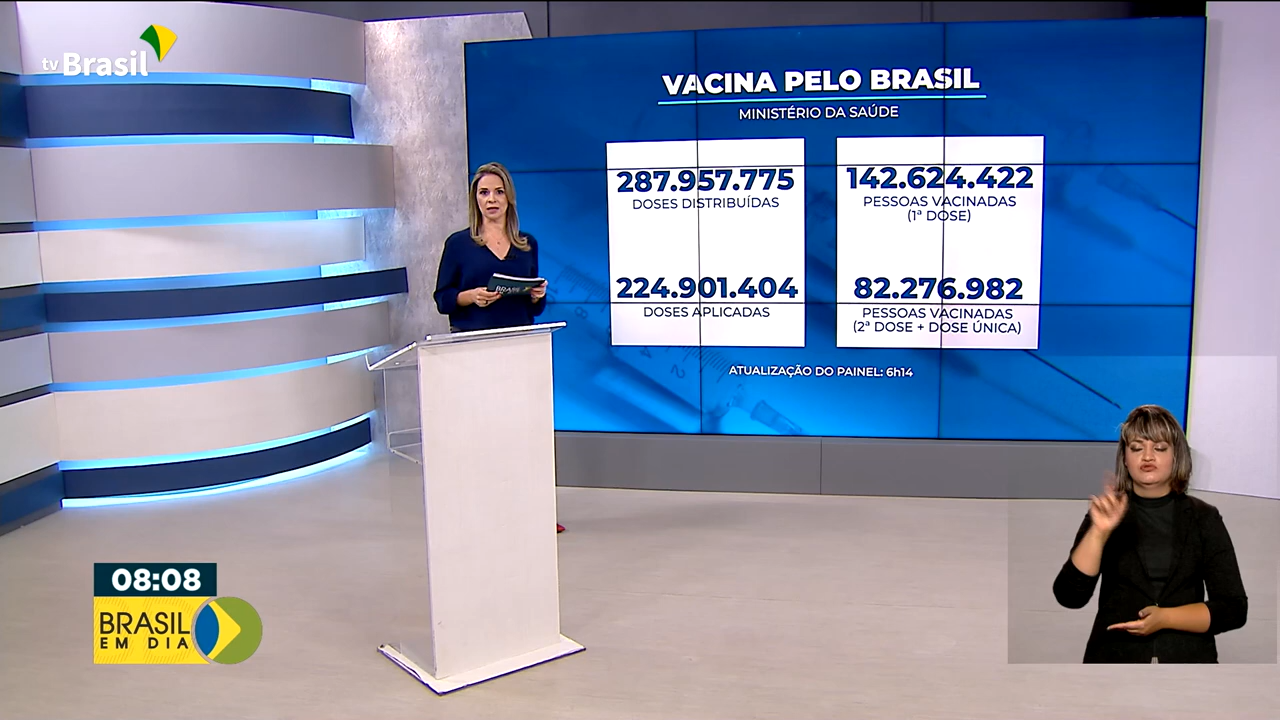 tv Brasil
VACINA PELO BRASIL
MINISTÉRIO DA SAÚDE
287.957.775
DOSES DISTRIBUÍDAS
142.624.422
PESSOAS VACINADAS
(1ª DOSE)
224.901.404
DOSES APLICADAS
82.276.982
PESSOAS VACINADAS
(2ª DOSE + DOSE ÚNICA)
ATUALIZAÇÃO DO PAINEL: 6h14
BRASIL
08:08
BRASIL
EM DIA